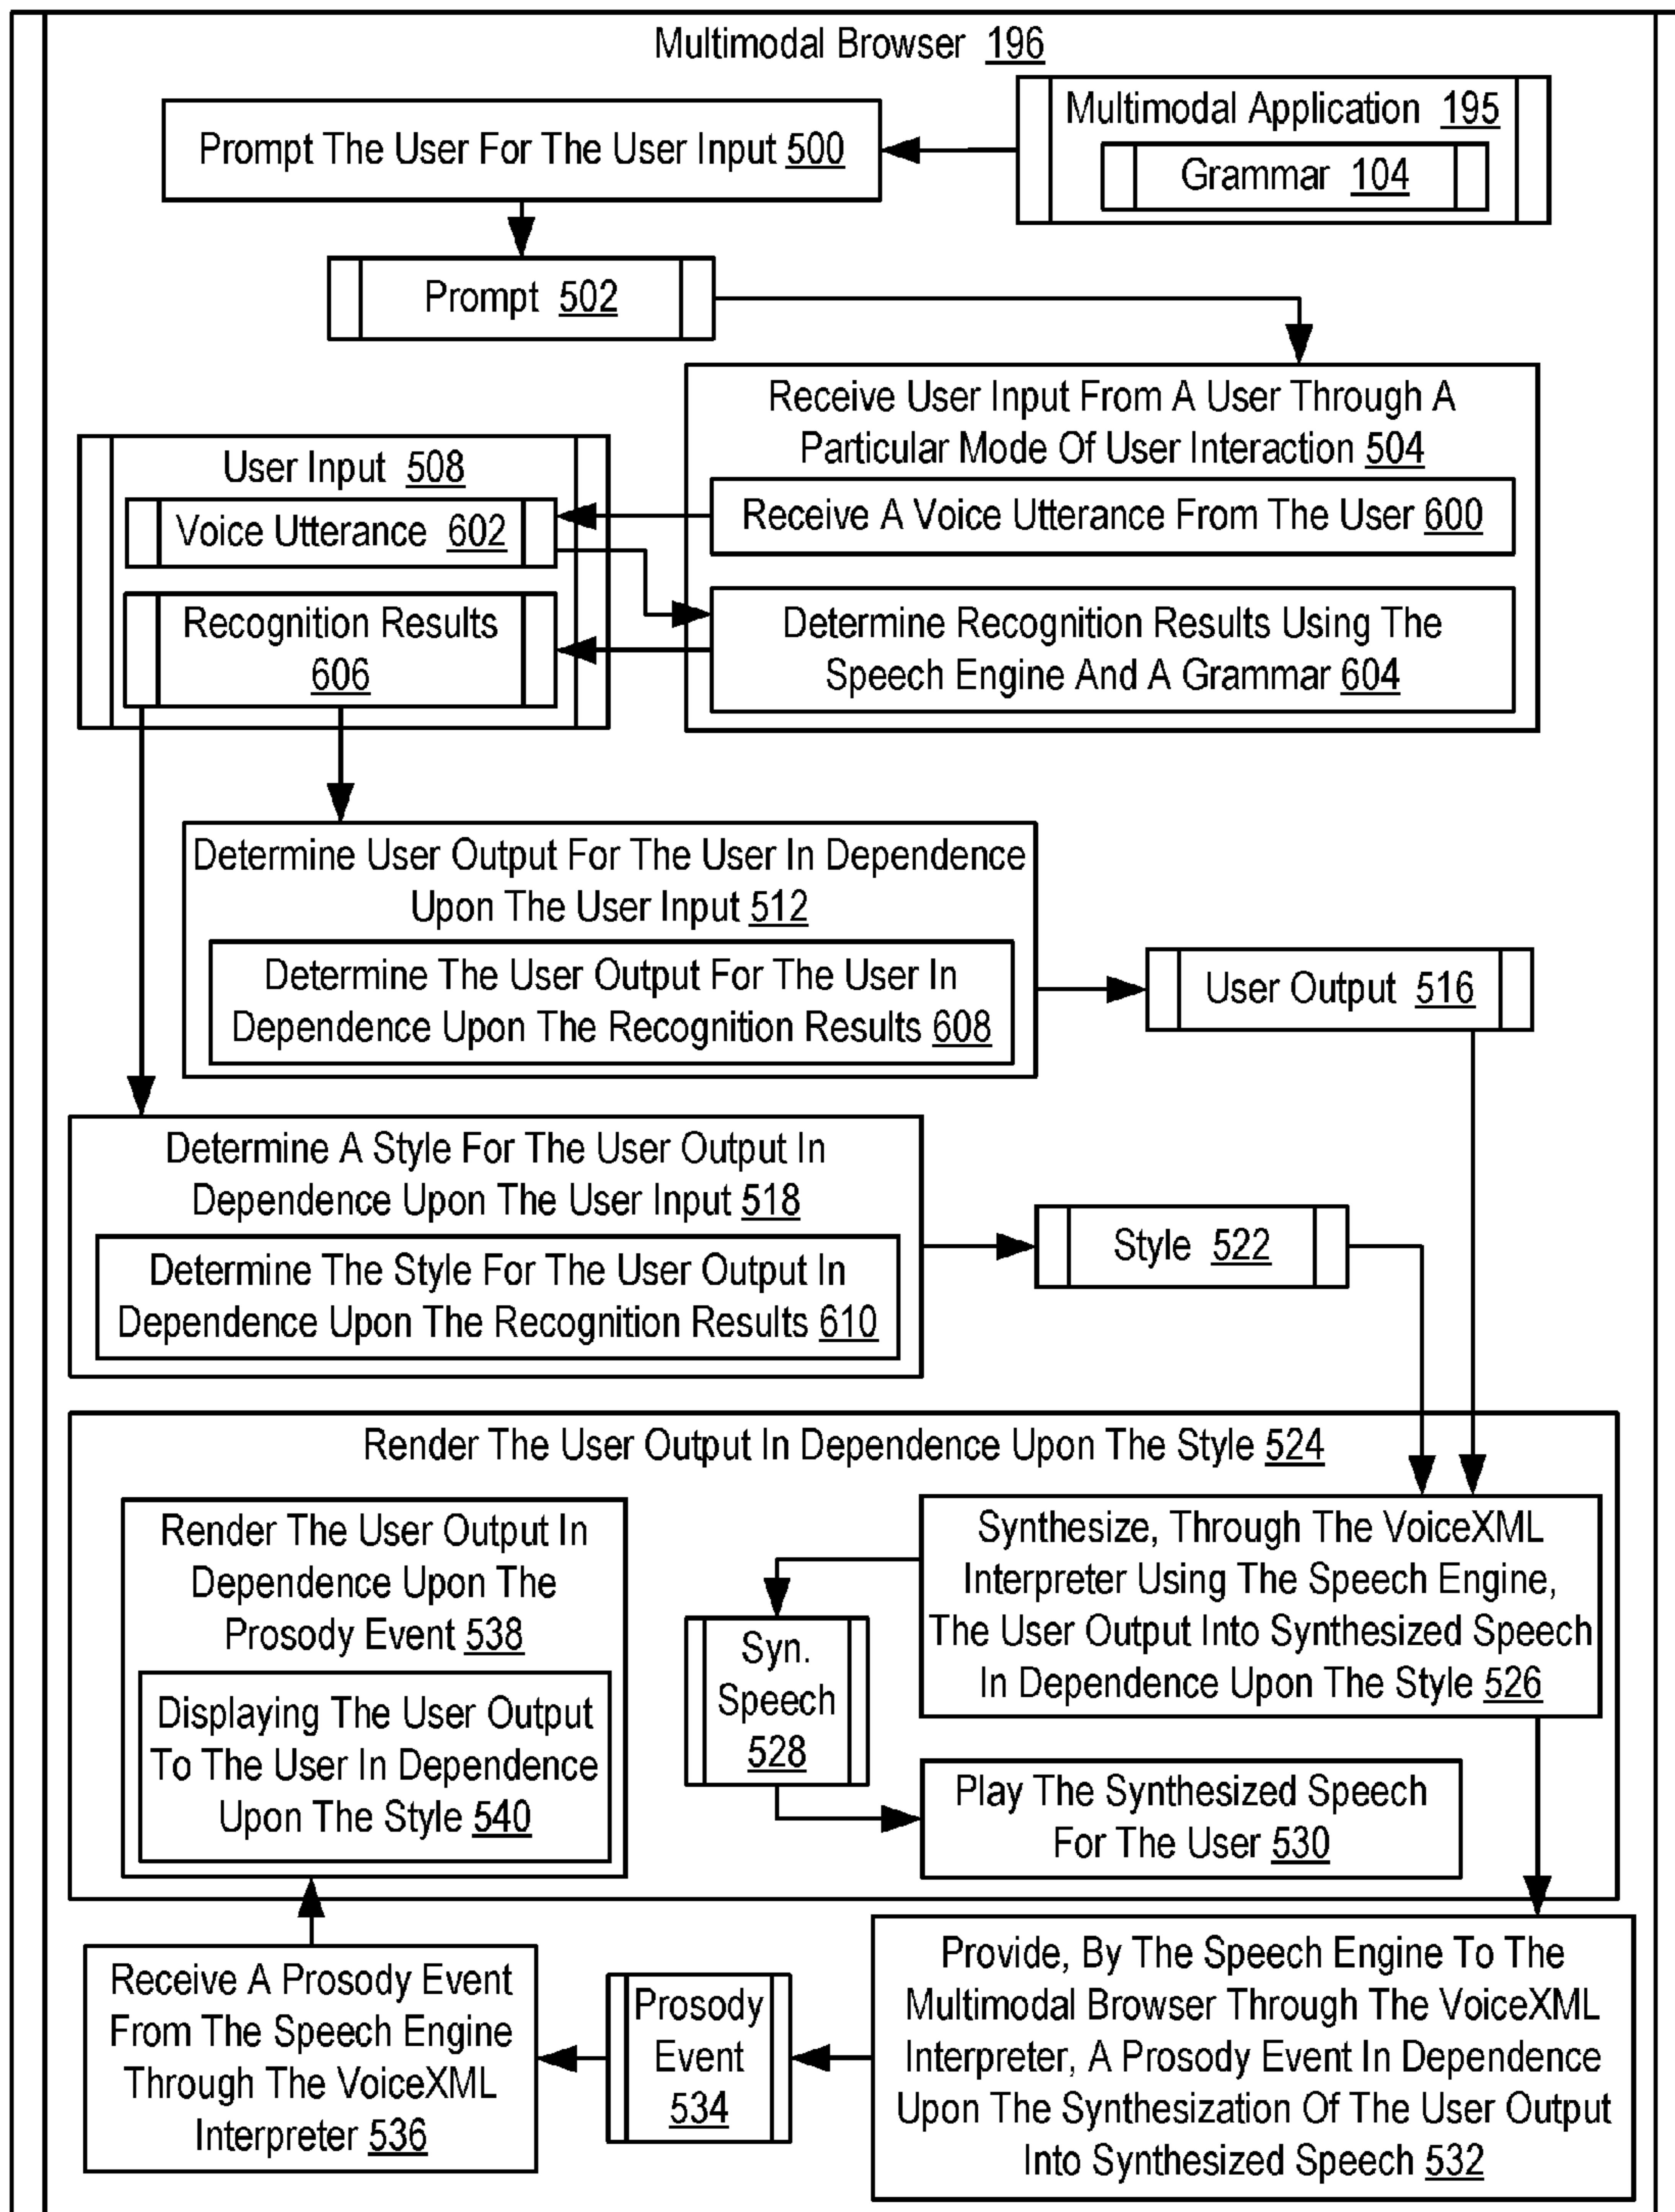 Multimodal Browser 196
Multimodal Application 195
Grammar 104
Prompt The User For The User Input 500
Prompt 502
Receive User Input From A User Through A
Particular Mode Of User Interaction 504
Receive A Voice Utterance From The User 600
Determine Recognition Results Using The
Speech Engine And A Grammar 604
User Input 508
Voice Utterance 602
Recognition Results
606
Determine User Output For The User In Dependence
Upon The User Input 512
Determine The User Output For The User In
Dependence Upon The Recognition Results 608
User Output 516
Determine A Style For The User Output In
Dependence Upon The User Input 518
Determine The Style For The User Output In
Dependence Upon The Recognition Results 610
Style 522
Render The User Output In Dependence Upon The Style 524
Synthesize, Through The VoiceXML
Interpreter Using The Speech Engine,
The User Output Into Synthesized Speech
In Dependence Upon The Style 526
Syn.
Speech
528
Play The Synthesized Speech
For The User 530
Render The User Output In
Dependence Upon The
Prosody Event 538
Displaying The User Output
To The User In Dependence
Upon The Style 540
Provide, By The Speech Engine To The
Multimodal Browser Through The VoiceXML
Interpreter, A Prosody Event In Dependence
Upon The Synthesization Of The User Output
Into Synthesized Speech 532
Prosody
Event
534
Receive A Prosody Event
From The Speech Engine
Through The VoiceXML
Interpreter 536